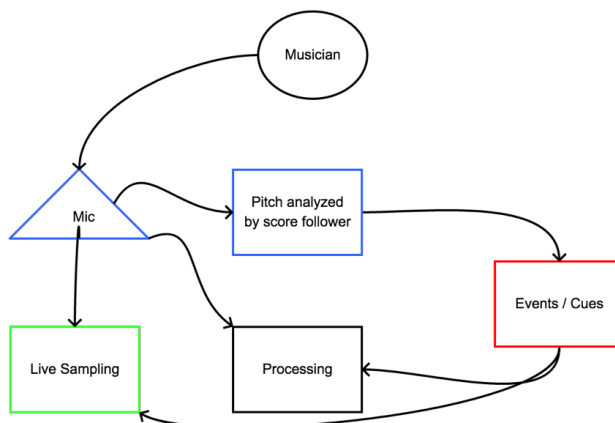 Musician
Mic
Pitch analyzed
by score follower
Events / Cues
Live Sampling
Processing